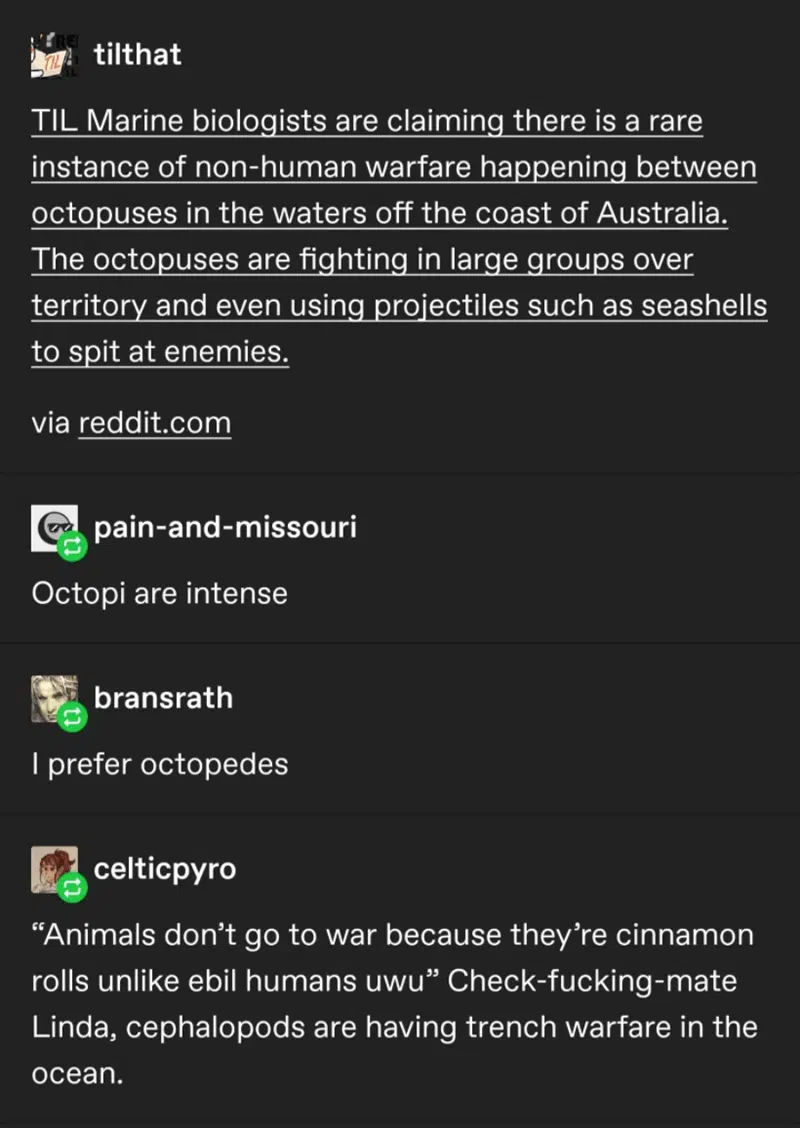 tilthat
TIL Marine biologists are claiming there is a rare
instance of non-human warfare happening between
octopuses in the waters off the coast of Australia.
The octopuses are fighting in large groups over
territory and even using projectiles such as seashells
to spit at enemies.
via reddit.com
pain-and-missouri
Octopi are intense
bransrath
I prefer octopedes
celticpyro
“Animals don’t go to war because they’re cinnamon
rolls unlike ebil humans uwu” Check-fucking-mate
Linda, cephalopods are having trench warfare in the
ocean.